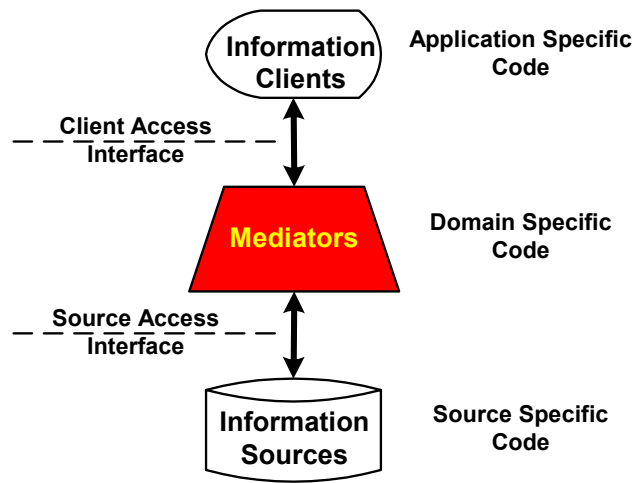 Information
Clients
Application Specific
Code
Client Access
Interface
Mediators
Domain Specific
Code
Source Access
Interface
Information
Sources
Source Specific
Code